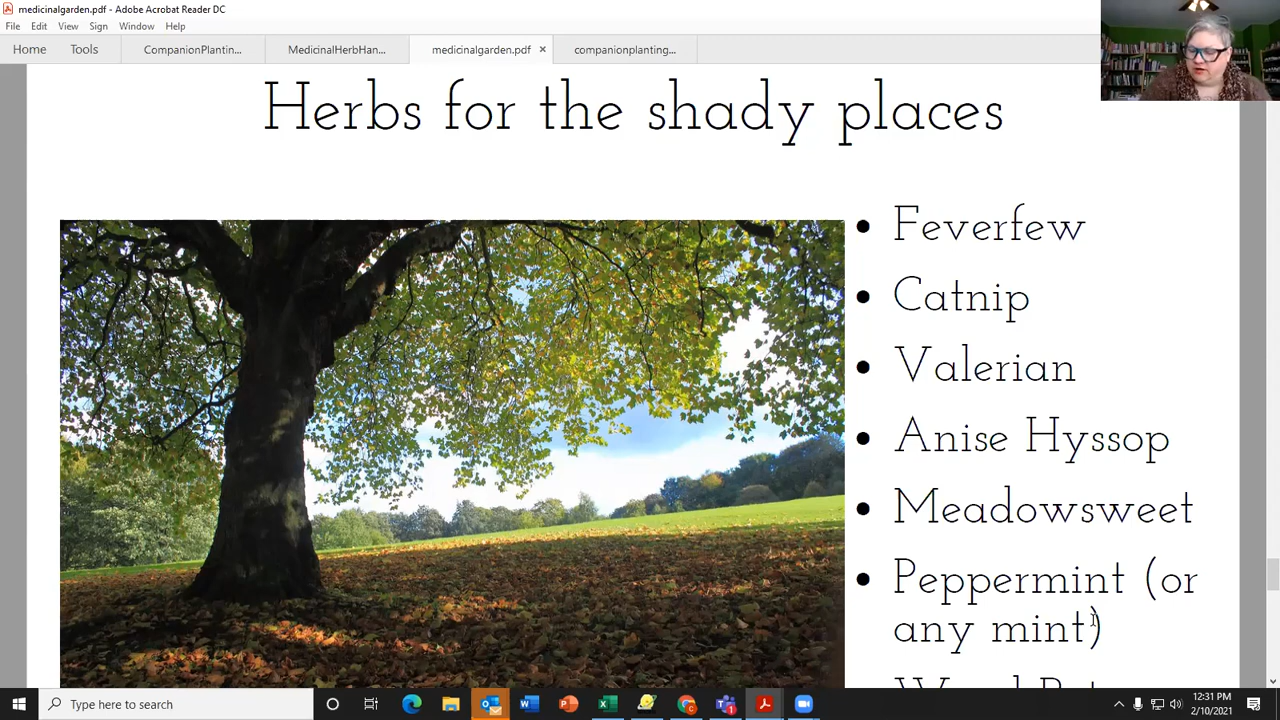 medicinalgarden.pdf - Adobe Acrobat Reader DC
File Edit View Sign Window Help
Home Tools CompanionPlantin... MedicinalHerbHan... medicinalgarden.pdf × companionplanting...
Herbs for the shady places
• Feverfew
• Catnip
• Valerian
• Anise Hyssop
• Meadowsweet
• Peppermint (or
any mint)
Type here to search
12:31 PM
2/10/2021